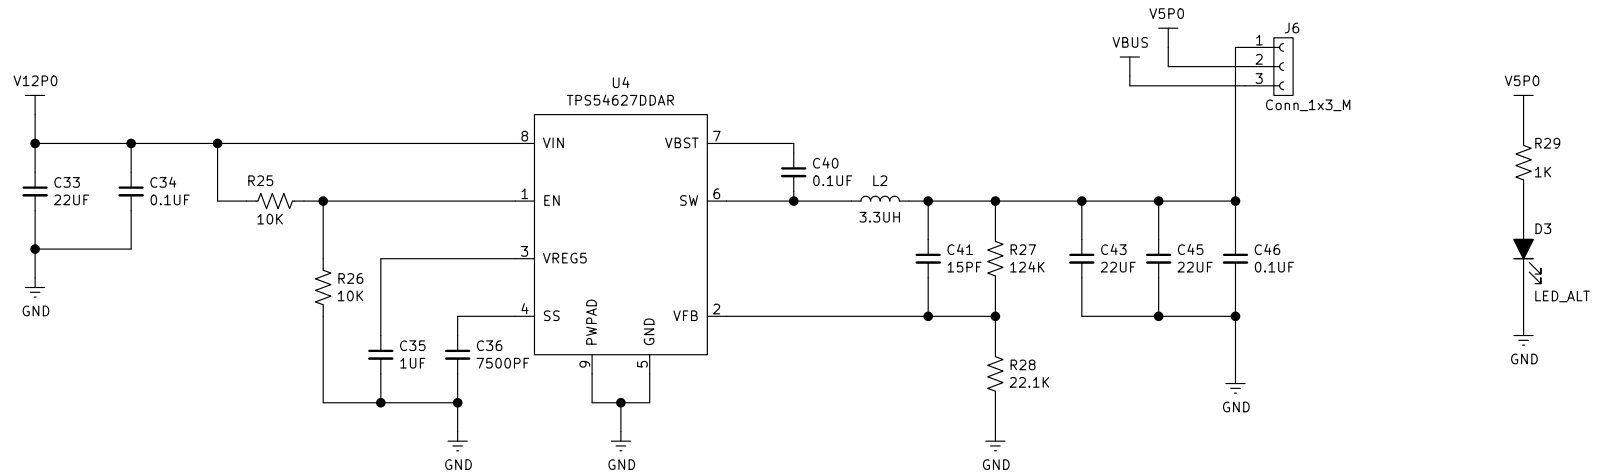 V12P0
C33
22UF
C34
0.1UF
GND
R25
10K
R26
10K
C35
1UF
C36
7500PF
GND
U4
TPS54627DDAR
8 VIN
1 EN
3 VREG5
4 SS
PWPAD
9
GND
5
VBST 7
SW 6
VFB 2
GND
C40
0.1UF
L2
3.3UH
C41
15PF
R27
124K
R28
22.1K
GND
C43
22UF
C45
22UF
C46
0.1UF
GND
V5P0
VBUS
J6
1
2
3
Conn_1x3_M
V5P0
R29
1K
D3
LED_ALT
GND